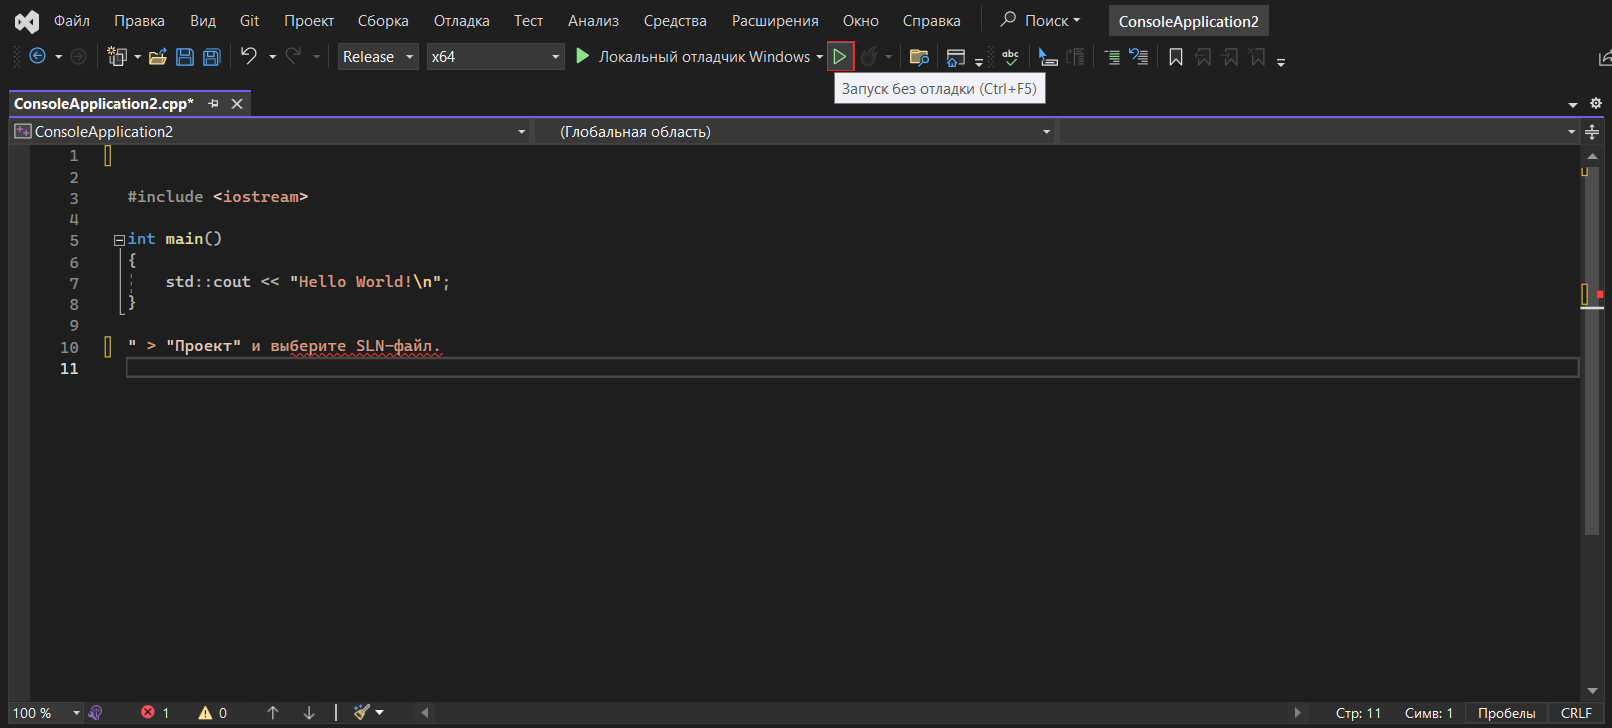 Файл Правка Вид Git Проект Сборка Отладка Тест Анализ Средства Расширения Окно Справка Поиск ConsoleApplication2
Release x64 Локальный отладчик Windows abc
Запуск без отладки (Ctrl+F5)
ConsoleApplication2.cpp*
ConsoleApplication2 (Глобальная область)
1
2
3 #include <iostream>
4
5 int main()
6 {
7 std::cout << "Hello World!\n";
8 }
9
10 " > "Проект" и выберите SLN-файл.
11
100 % 1 0 Стр: 11 Симв: 1 Пробелы CRLF